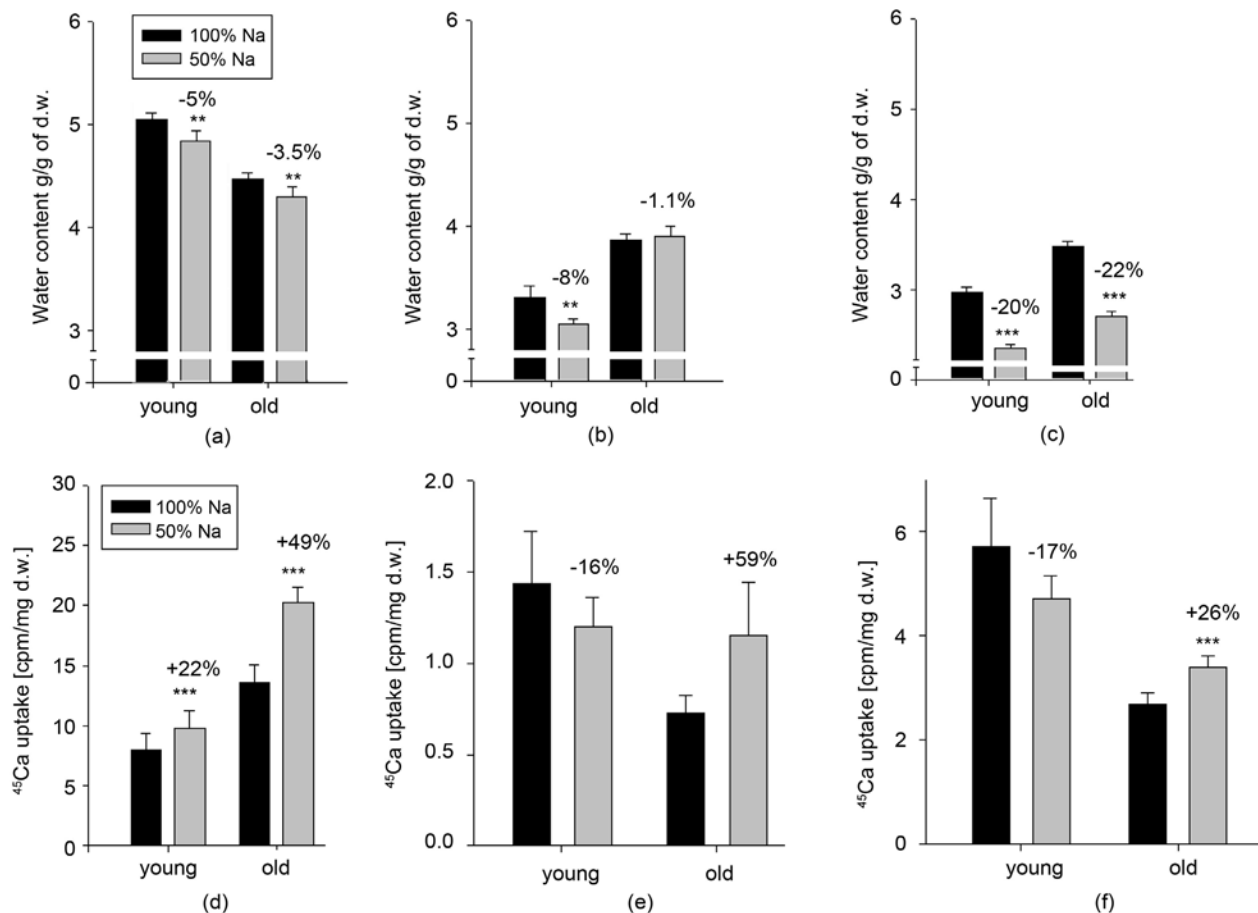 6
100% Na
50% Na
5
-5%
**
-3.5%
**
4
3
0
Water content g/g of d.w.
young old
(a)
6
5
4
-1.1%
-8%
**
3
0
Water content g/g of d.w.
young old
(b)
6
5
4
-22%
***
-20%
***
3
0
Water content g/g of d.w.
young old
(c)
30
100% Na
50% Na
25
+49%
***
20
15
+22%
***
10
5
0
⁴⁵Ca uptake [cpm/mg d.w.]
young old
(d)
2.0
1.5
-16%
+59%
1.0
0.5
0.0
⁴⁵Ca uptake [cpm/mg d.w.]
young old
(e)
6
-17%
4
+26%
***
2
0
⁴⁵Ca uptake [cpm/mg d.w.]
young old
(f)